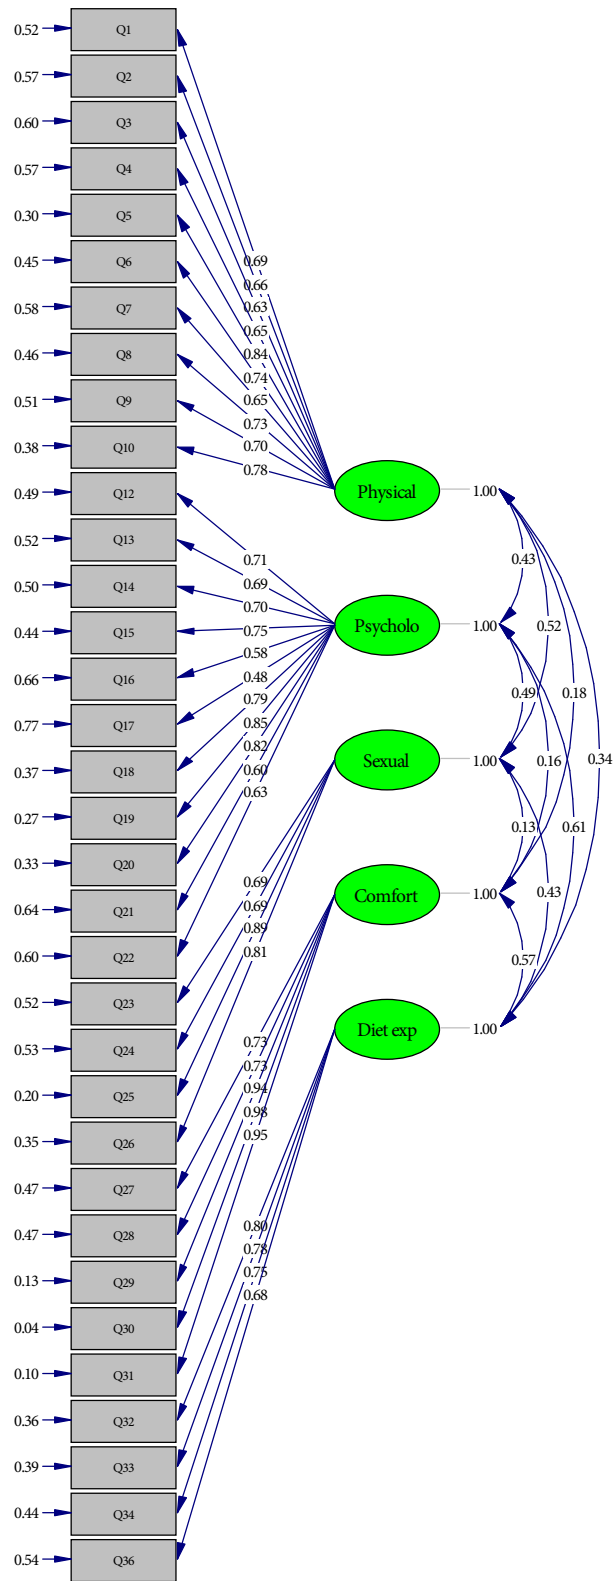 0.52 Q1
0.57 Q2
0.60 Q3
0.57 Q4
0.30 Q5
0.45 Q6
0.58 Q7
0.46 Q8
0.51 Q9
0.38 Q10
0.49 Q12
0.52 Q13
0.50 Q14
0.44 Q15
0.66 Q16
0.77 Q17
0.37 Q18
0.27 Q19
0.33 Q20
0.64 Q21
0.60 Q22
0.52 Q23
0.53 Q24
0.20 Q25
0.35 Q26
0.47 Q27
0.47 Q28
0.13 Q29
0.04 Q30
0.10 Q31
0.36 Q32
0.39 Q33
0.44 Q34
0.54 Q36
0.69
0.66
0.63
0.65
0.84
0.74
0.65
0.73
0.70
0.78
0.71
0.69
0.70
0.75
0.58
0.48
0.79
0.85
0.82
0.60
0.63
0.69
0.69
0.89
0.81
0.73
0.73
0.94
0.98
0.95
0.80
0.78
0.75
0.68
Physical 1.00
Psycholo 1.00
Sexual 1.00
Comfort 1.00
Diet exp 1.00
0.43
0.52
0.49
0.18
0.16
0.34
0.13
0.61
0.43
0.57